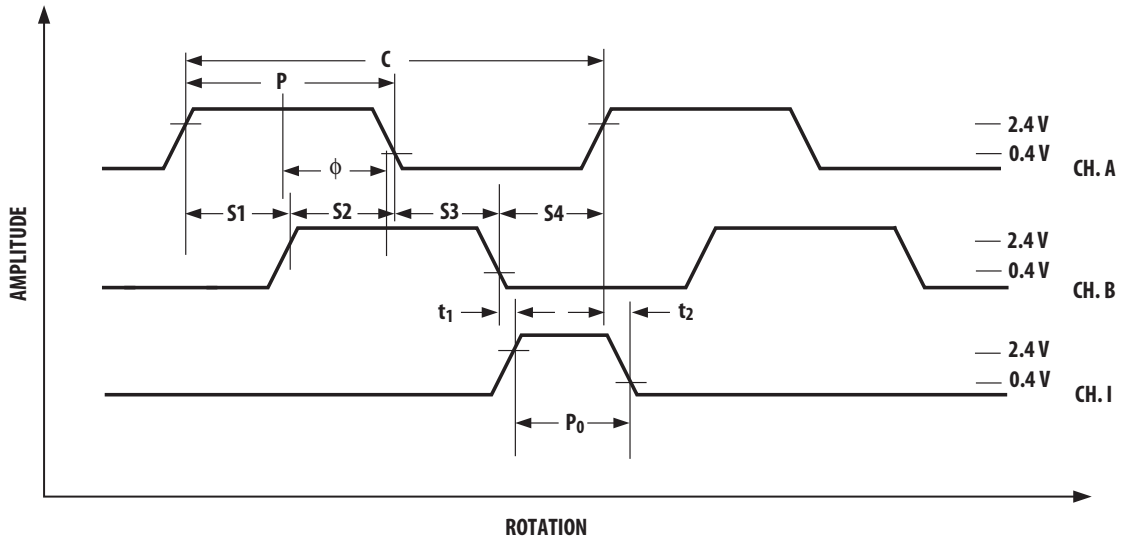 C
P
2.4 V
0.4 V
ϕ
CH. A
S1 S2 S3 S4
2.4 V
0.4 V
CH. B
t1 t2
2.4 V
0.4 V
CH. I
P0
AMPLITUDE
ROTATION